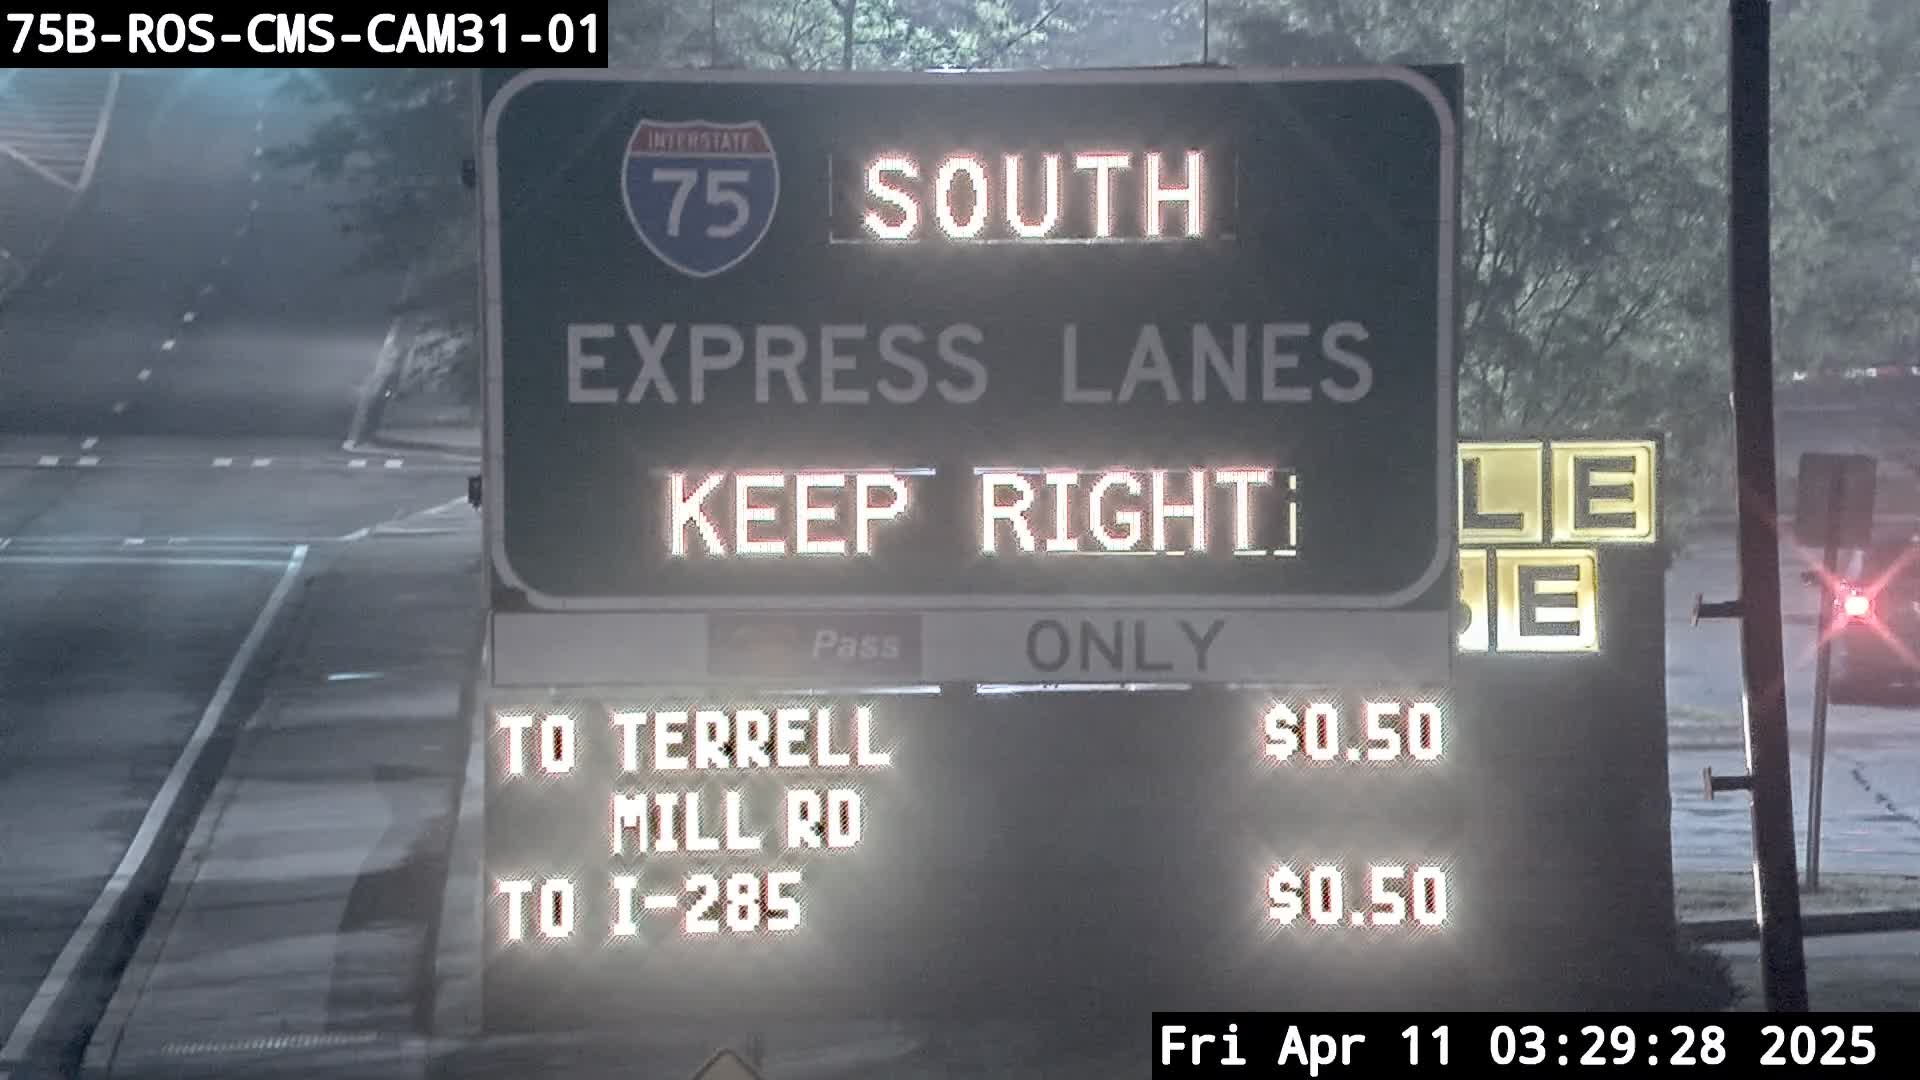 75B-ROS-CMS-CAM31-01
INTERSTATE
75
SOUTH
EXPRESS LANES
KEEP RIGHT
LE
E
Pass ONLY
TO TERRELL $0.50
MILL RD
TO I-285 $0.50
Fri Apr 11 03:29:28 2025